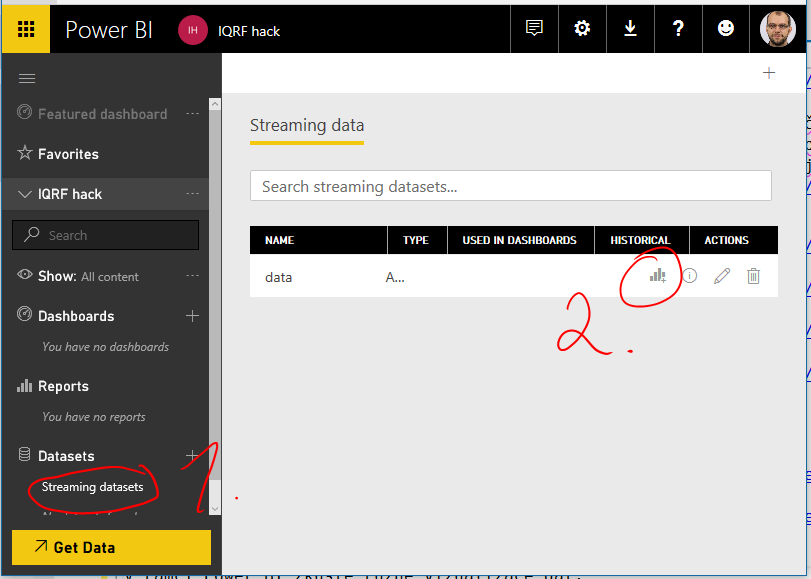 Power BI IH IQRF hack
Featured dashboard ...
Favorites
IQRF hack ...
Search
Show: All content ...
Dashboards
You have no dashboards
Reports
You have no reports
Datasets
Streaming datasets
Get Data
Streaming data
Search streaming datasets...
NAME TYPE USED IN DASHBOARDS HISTORICAL ACTIONS
data A...
1.
2.